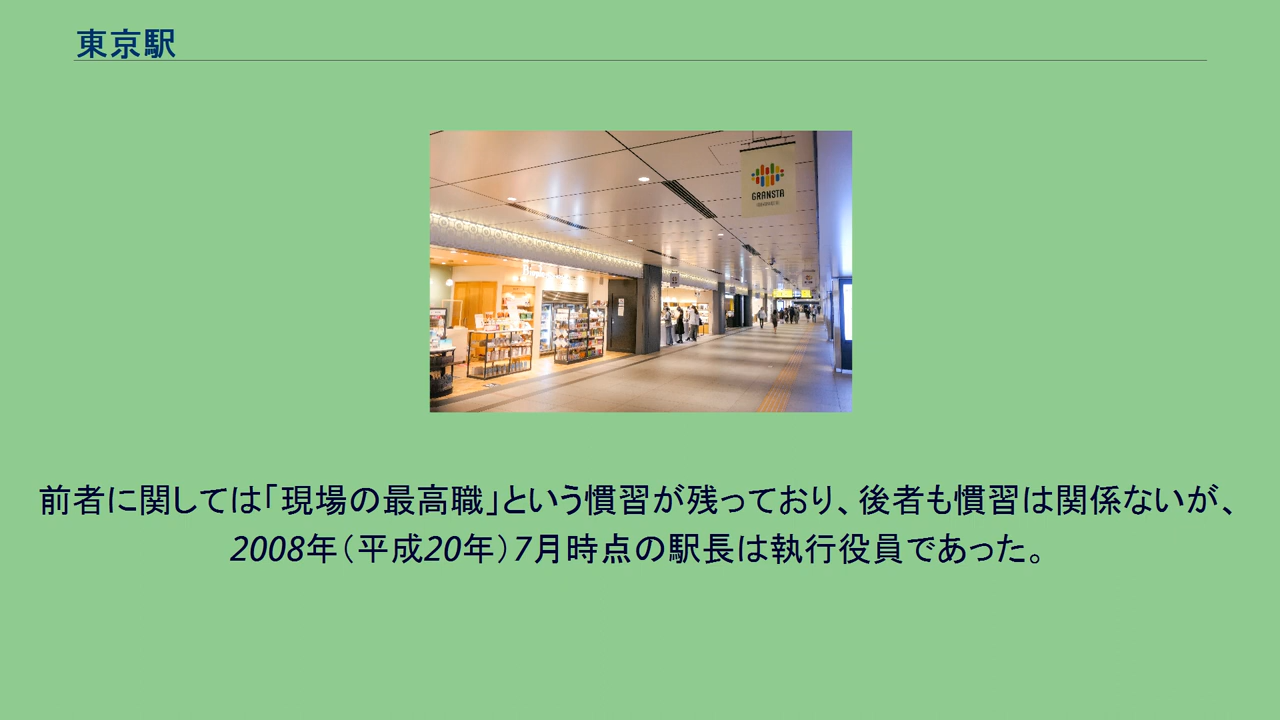 東京駅
GRANSTA
前者に関しては「現場の最高職」という慣習が残っており、後者も慣習は関係ないが、
2008年（平成20年）7月時点の駅長は執行役員であった。